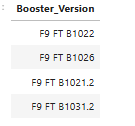 Booster_Version
F9 FT B1022
F9 FT B1026
F9 FT B1021.2
F9 FT B1031.2